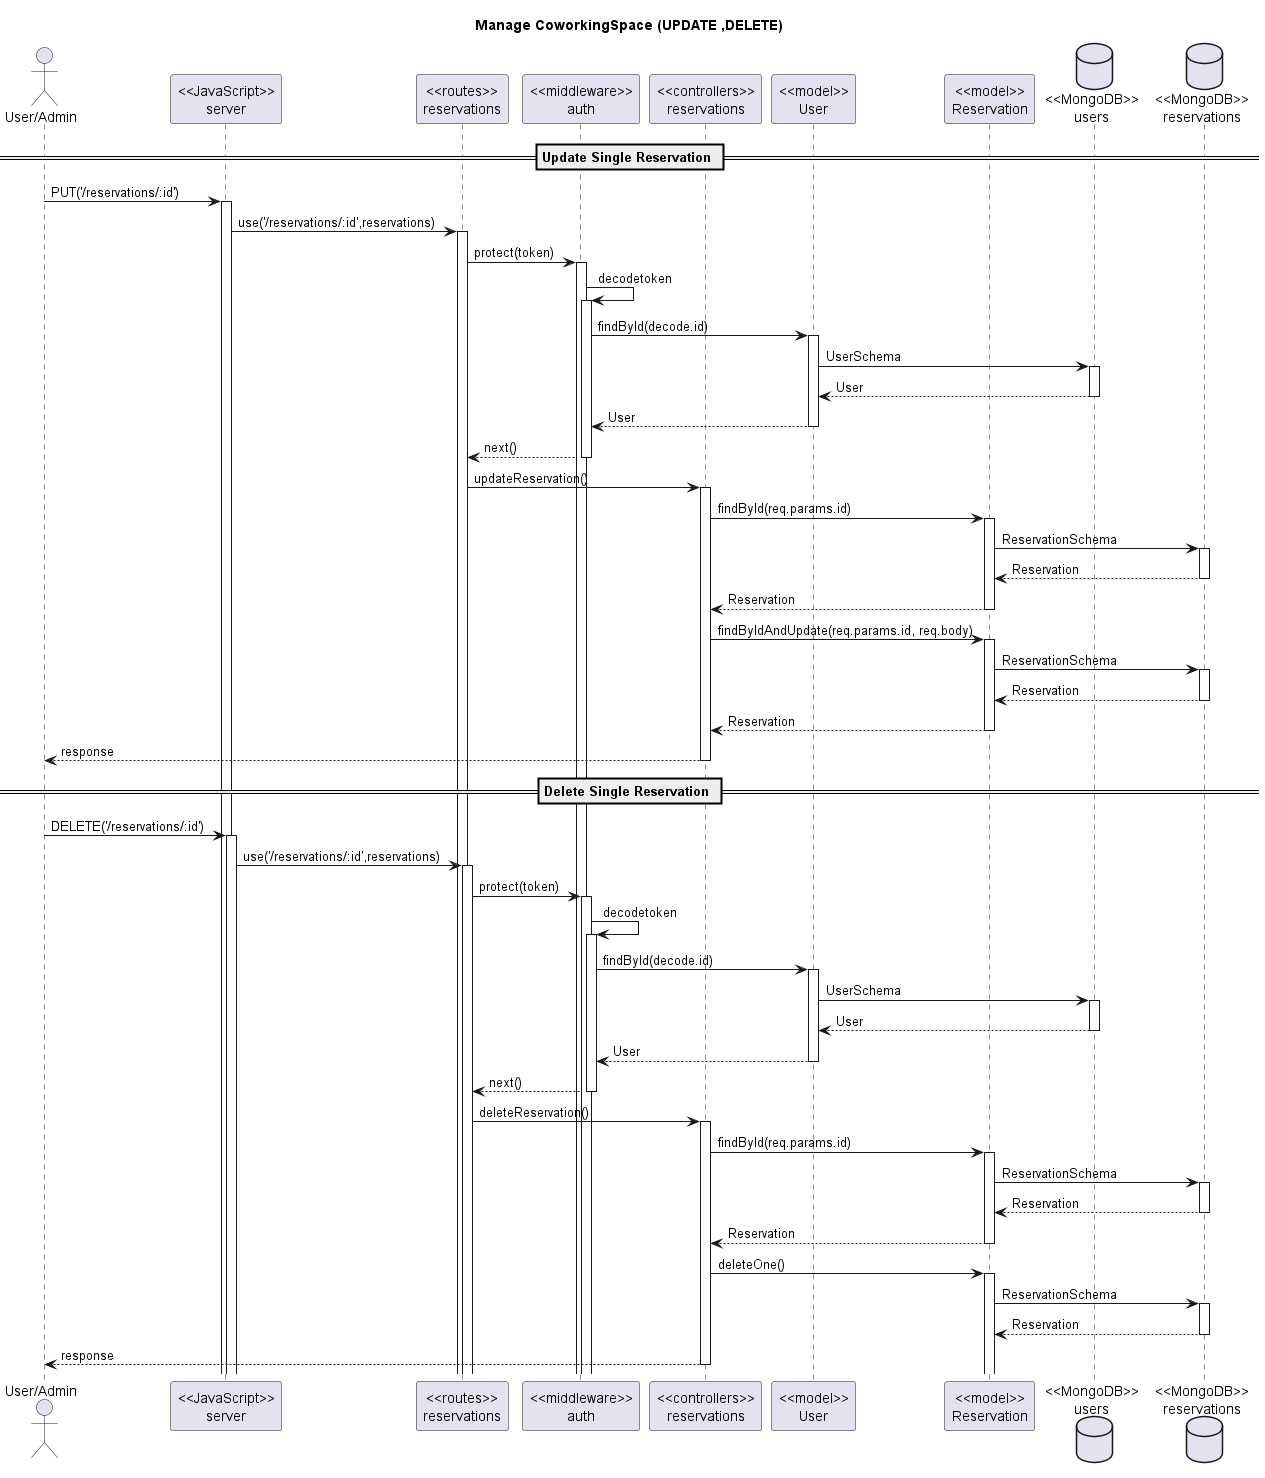 Manage CoworkingSpace (UPDATE ,DELETE)
User/Admin
<<JavaScript>>
server
<<routes>>
reservations
<<middleware>>
auth
<<controllers>>
reservations
<<model>>
User
<<model>>
Reservation
<<MongoDB>>
users
<<MongoDB>>
reservations
Update Single Reservation
PUT('/reservations/:id')
use('/reservations/:id',reservations)
protect(token)
decodetoken
findById(decode.id)
UserSchema
User
User
next()
updateReservation()
findById(req.params.id)
ReservationSchema
Reservation
Reservation
findByIdAndUpdate(req.params.id, req.body)
ReservationSchema
Reservation
Reservation
response
Delete Single Reservation
DELETE('/reservations/:id')
use('/reservations/:id',reservations)
protect(token)
decodetoken
findById(decode.id)
UserSchema
User
User
next()
deleteReservation()
findById(req.params.id)
ReservationSchema
Reservation
Reservation
deleteOne()
ReservationSchema
Reservation
response
User/Admin
<<JavaScript>>
server
<<routes>>
reservations
<<middleware>>
auth
<<controllers>>
reservations
<<model>>
User
<<model>>
Reservation
<<MongoDB>>
users
<<MongoDB>>
reservations